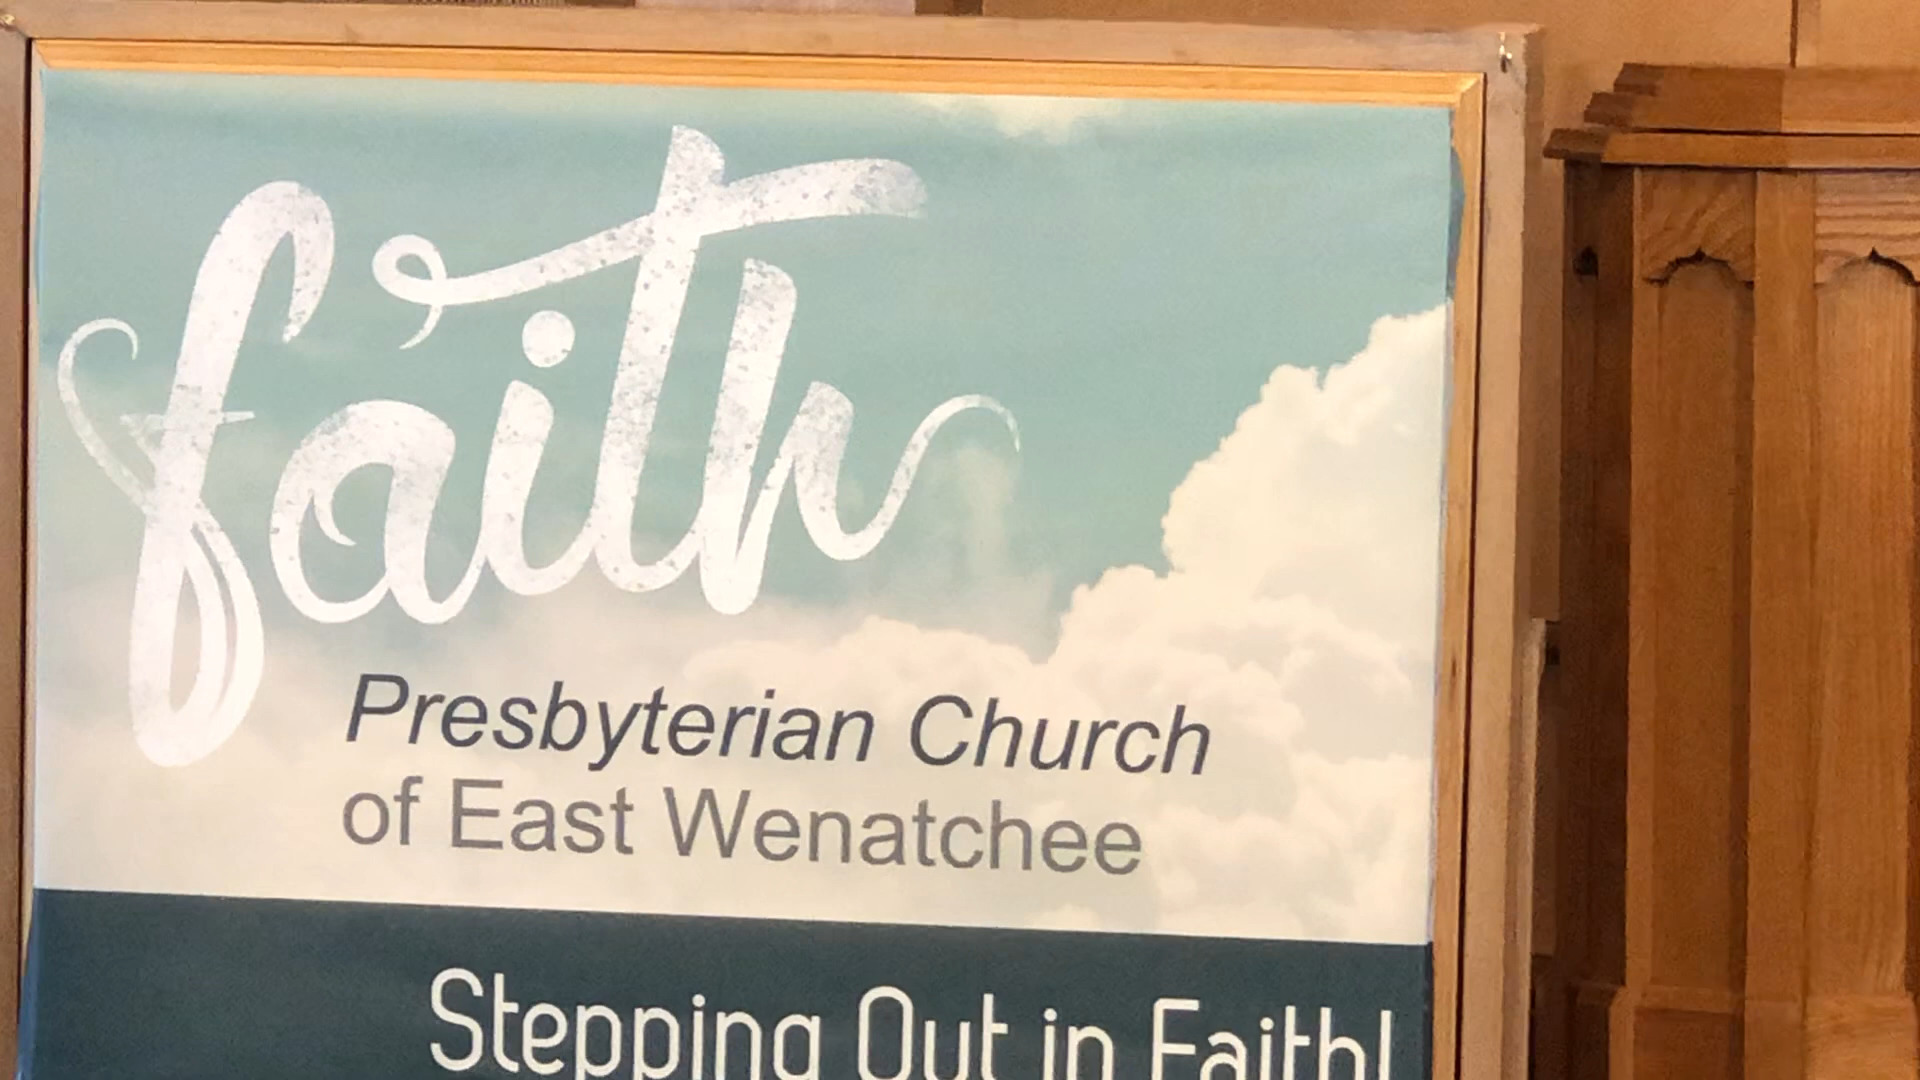 faith
Presbyterian Church
of East Wenatchee
Stepping Out in Faith!